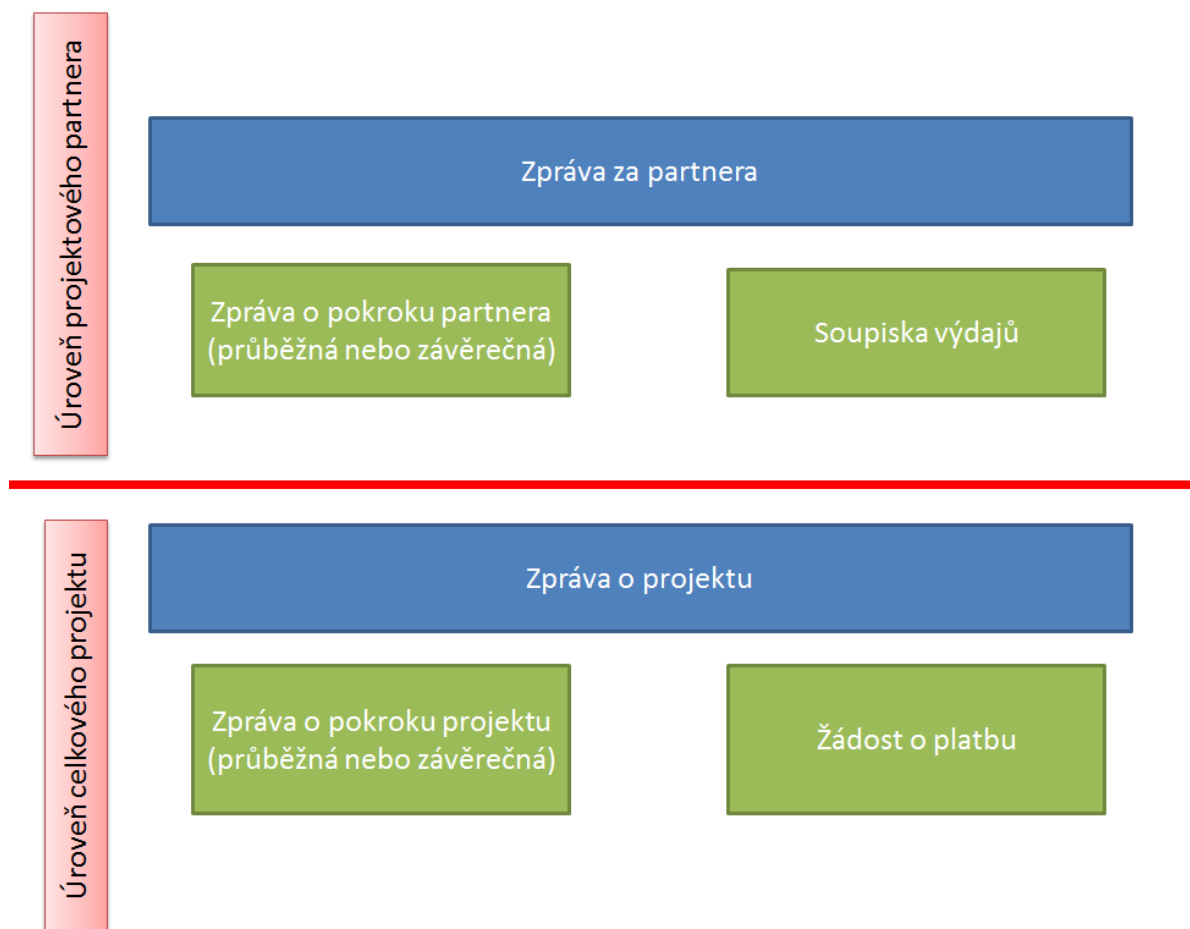 Úroveň projektového partnera
Zpráva za partnera
Zpráva o pokroku partnera
(průběžná nebo závěrečná)
Soupiska výdajů
Úroveň celkového projektu
Zpráva o projektu
Zpráva o pokroku projektu
(průběžná nebo závěrečná)
Žádost o platbu